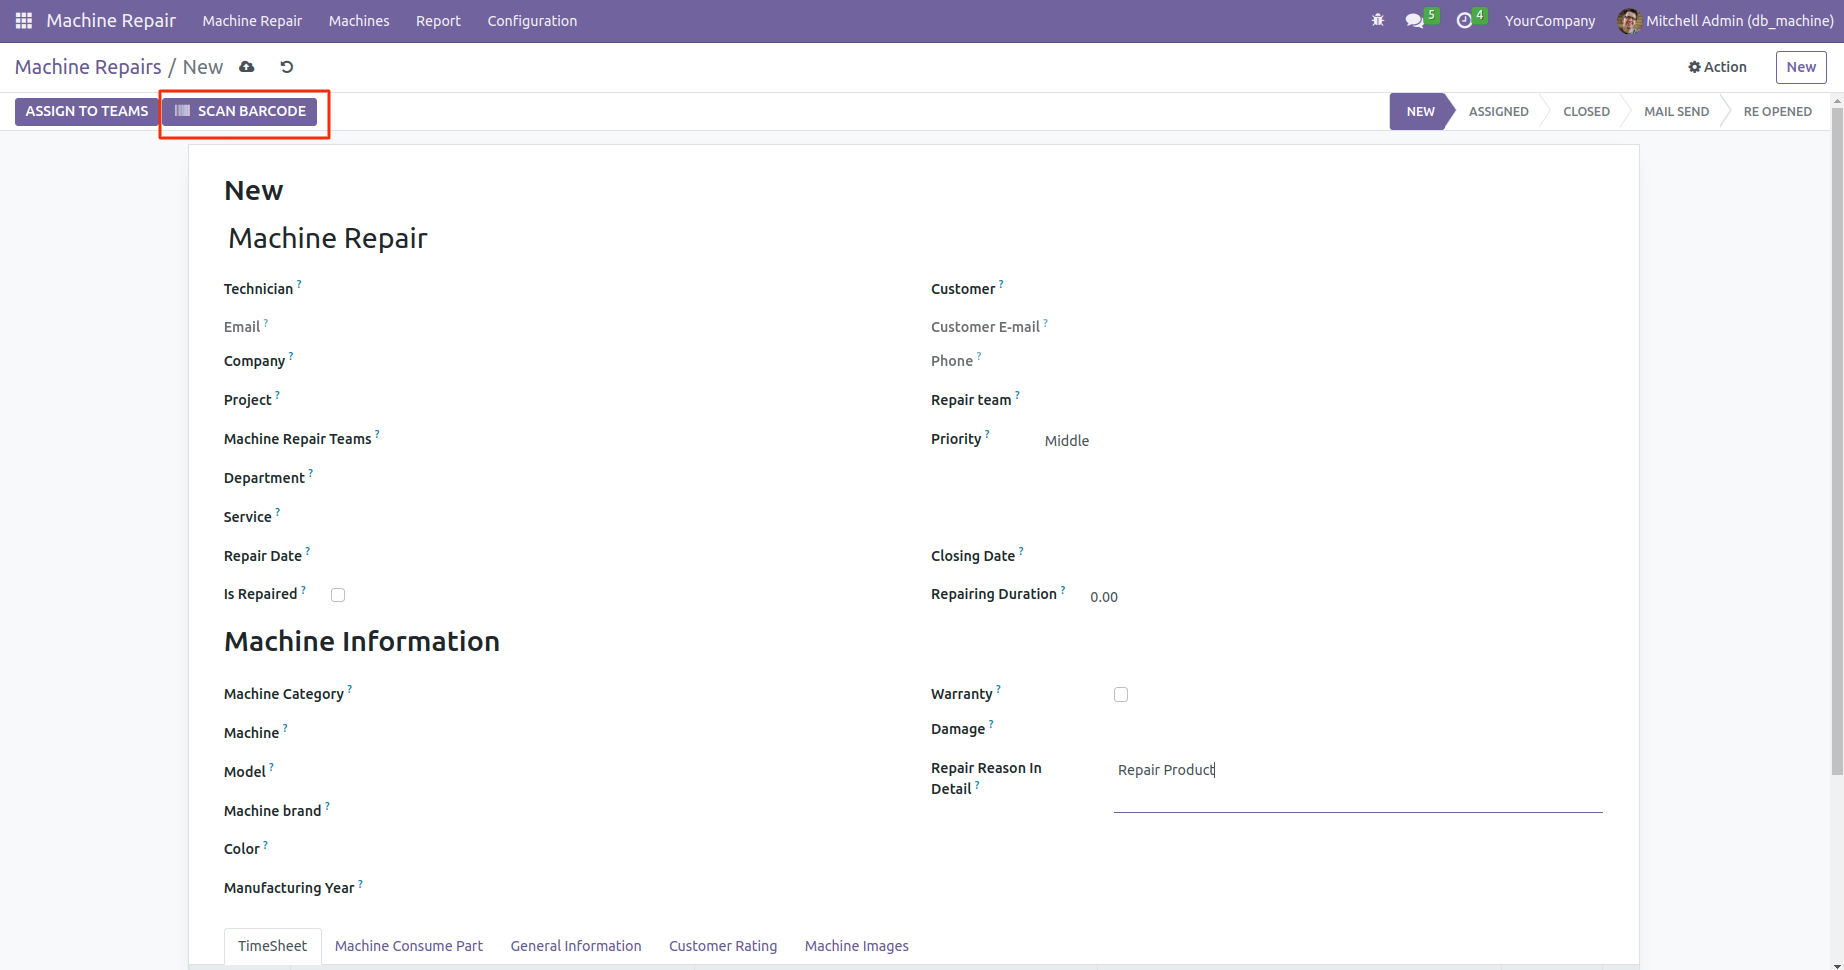 Machine Repair Machine Repair Machines Report Configuration 5 4 YourCompany Mitchell Admin (db_machine)
Machine Repairs / New Action New
ASSIGN TO TEAMS SCAN BARCODE NEW ASSIGNED CLOSED MAIL SEND RE OPENED
New
Machine Repair
Technician ? Customer ?
Email ? Customer E-mail ?
Company ? Phone ?
Project ? Repair team ?
Machine Repair Teams ? Priority ? Middle
Department ?
Service ?
Repair Date ? Closing Date ?
Is Repaired ? Repairing Duration ? 0.00
Machine Information
Machine Category ? Warranty ?
Machine ? Damage ?
Model ? Repair Reason In Repair Product
Detail ?
Machine brand ?
Color ?
Manufacturing Year ?
TimeSheet Machine Consume Part General Information Customer Rating Machine Images